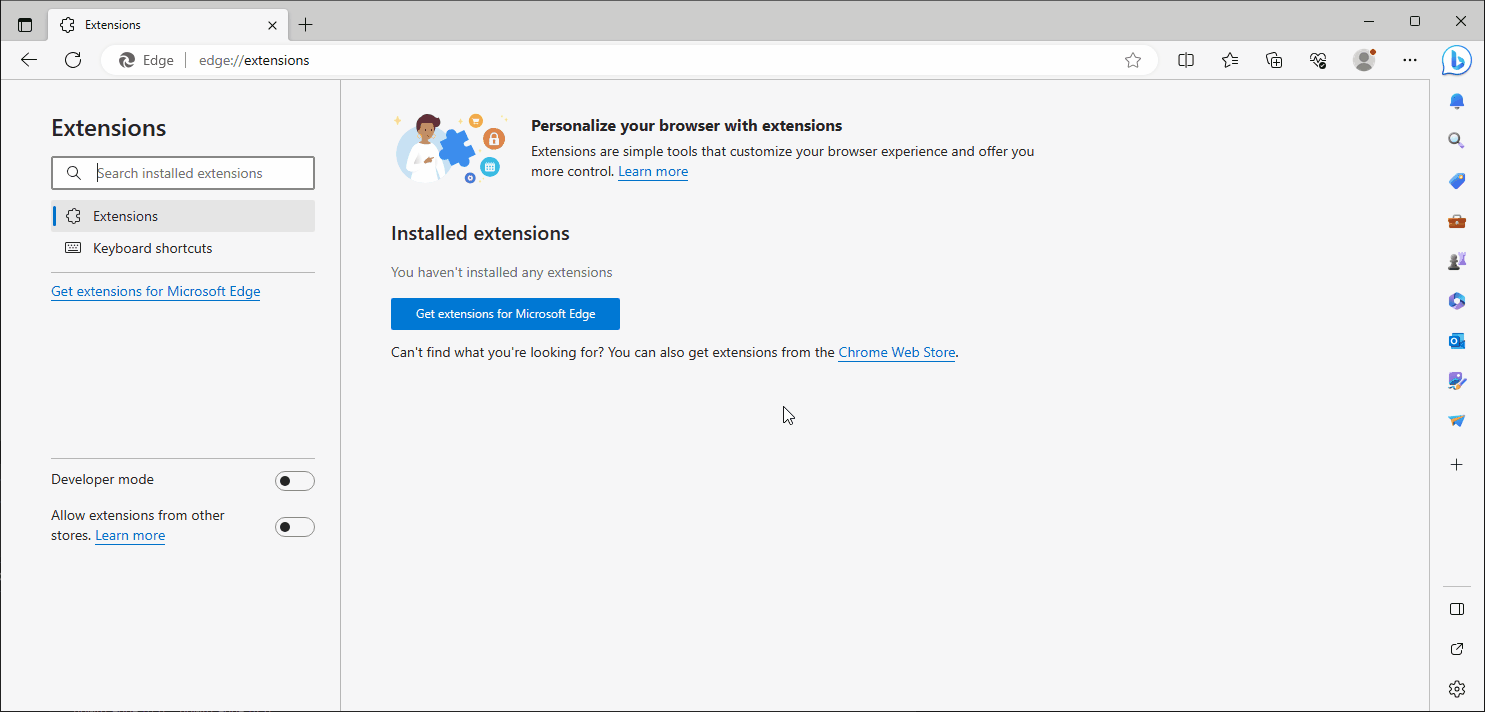 Extensions
Edge
edge://extensions
Extensions
Search installed extensions
Extensions
Keyboard shortcuts
Get extensions for Microsoft Edge
Developer mode
Allow extensions from other
stores. Learn more
Personalize your browser with extensions
Extensions are simple tools that customize your browser experience and offer you
more control. Learn more
Installed extensions
You haven't installed any extensions
Get extensions for Microsoft Edge
Can't find what you're looking for? You can also get extensions from the Chrome Web Store.